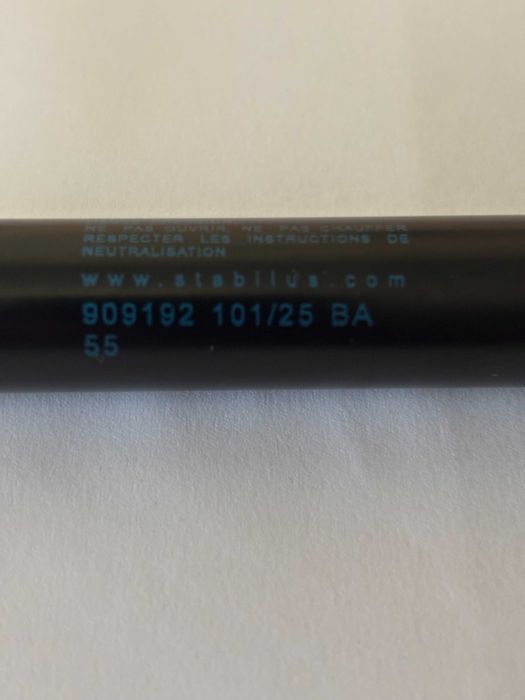 NE PAS OUVRIR NE PAS CHAUFFER
RESPECTER LES INSTRUCTIONS DE
NEUTRALISATION
www.stabilus.com
909192 101/25 BA
55